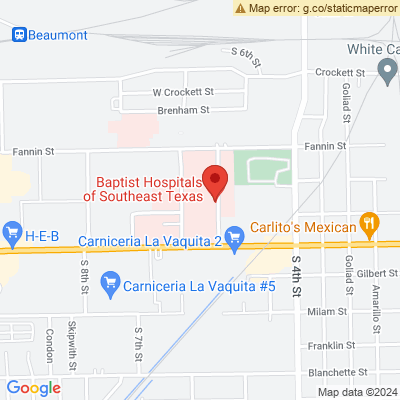 Map error: g.co/staticmaperror
Beaumont
S 6th St
White Ca
Crockett St
W Crockett St
Goliad St
Brenham St
Fannin St
Fannin St
Baptist Hospitals
of Southeast Texas
H-E-B
Carniceria La Vaquita 2
Carlito's Mexican
S 8th St
S 4th St
Goliad St
Gilbert St
Carniceria La Vaquita #5
Amarillo St
Milam St
Condon
Skipwith St
S 7th St
Franklin St
Blanchette St
Google
Map data ©2024